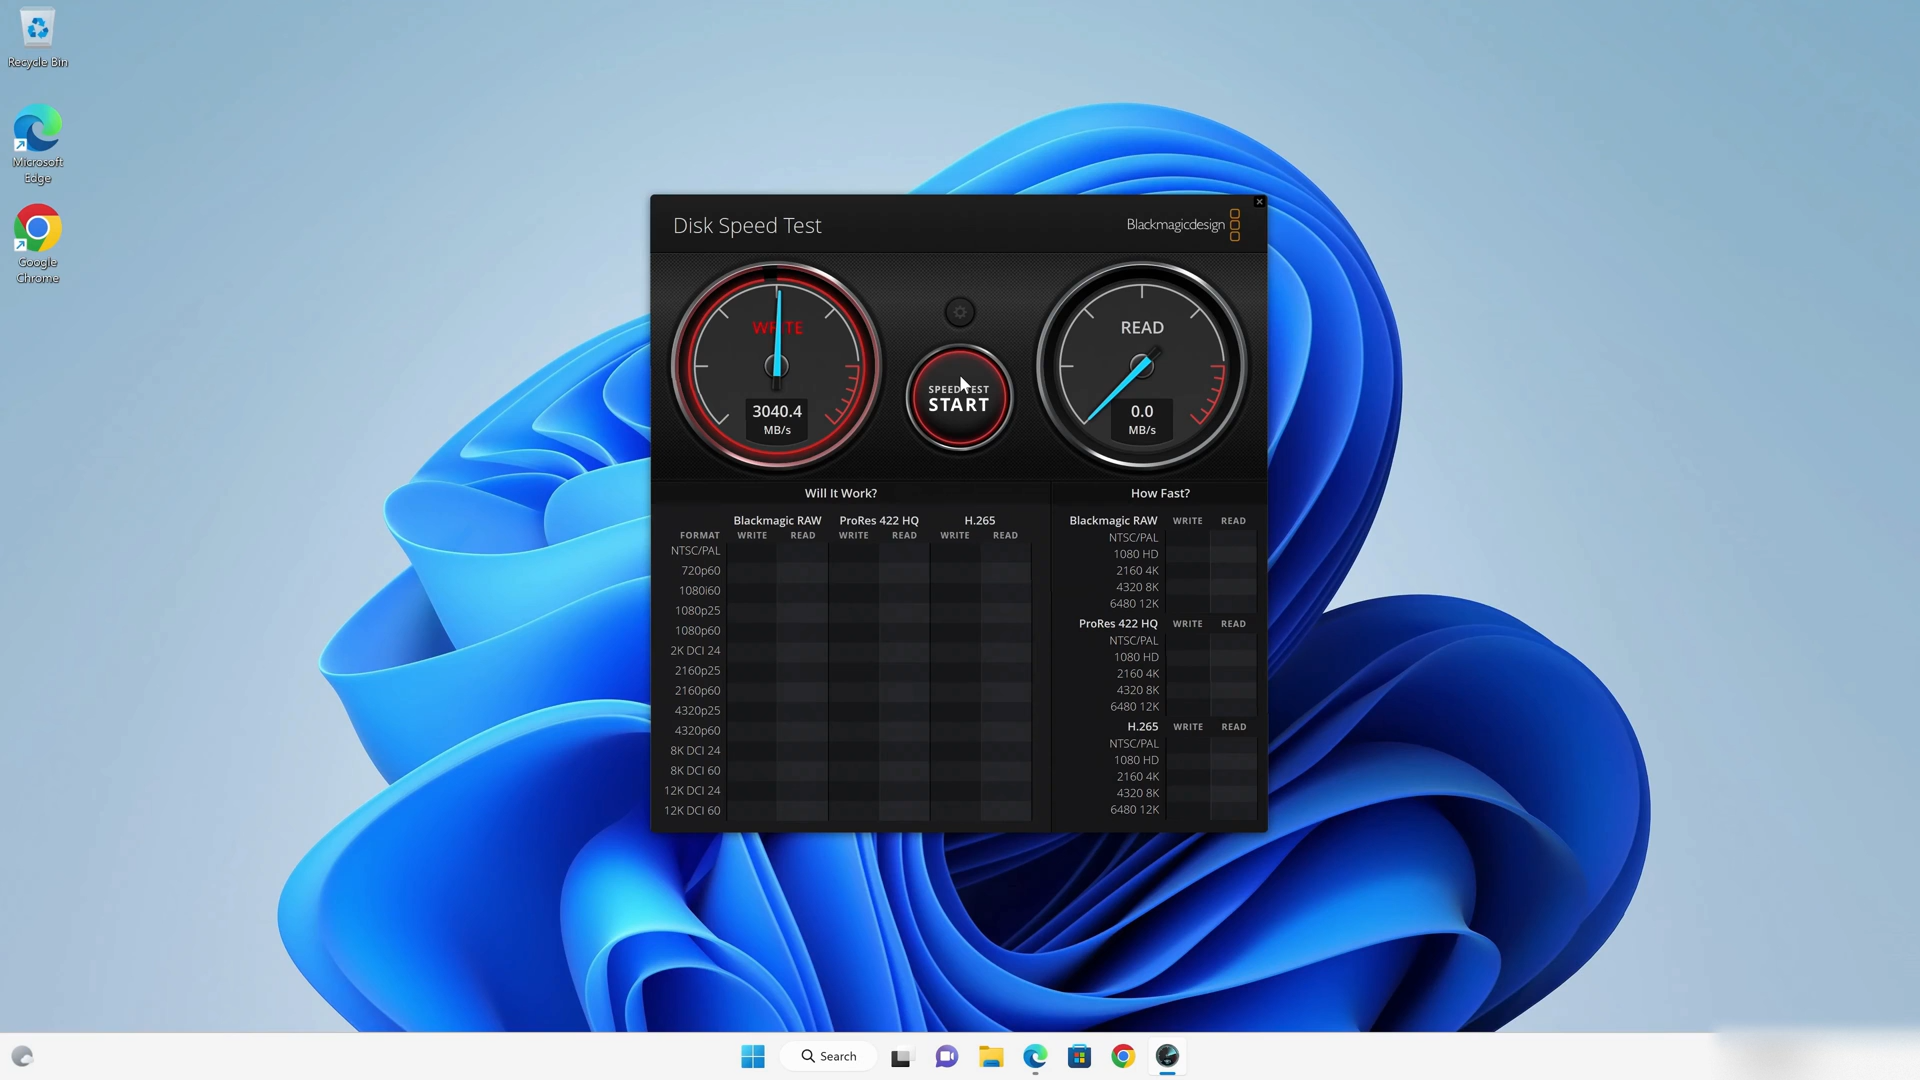 Recycle Bin
Microsoft
Edge
Google
Chrome
Disk Speed Test
Blackmagicdesign
WRITE
3040.4
MB/s
SPEED TEST
START
READ
0.0
MB/s
Will It Work?
Blackmagic RAW ProRes 422 HQ H.265
FORMAT WRITE READ WRITE READ WRITE READ
NTSC/PAL
720p60
1080i60
1080p25
1080p60
2K DCI 24
2160p25
2160p60
4320p25
4320p60
8K DCI 24
8K DCI 60
12K DCI 24
12K DCI 60
How Fast?
Blackmagic RAW WRITE READ
NTSC/PAL
1080 HD
2160 4K
4320 8K
6480 12K
ProRes 422 HQ WRITE READ
NTSC/PAL
1080 HD
2160 4K
4320 8K
6480 12K
H.265 WRITE READ
NTSC/PAL
1080 HD
2160 4K
4320 8K
6480 12K
Search